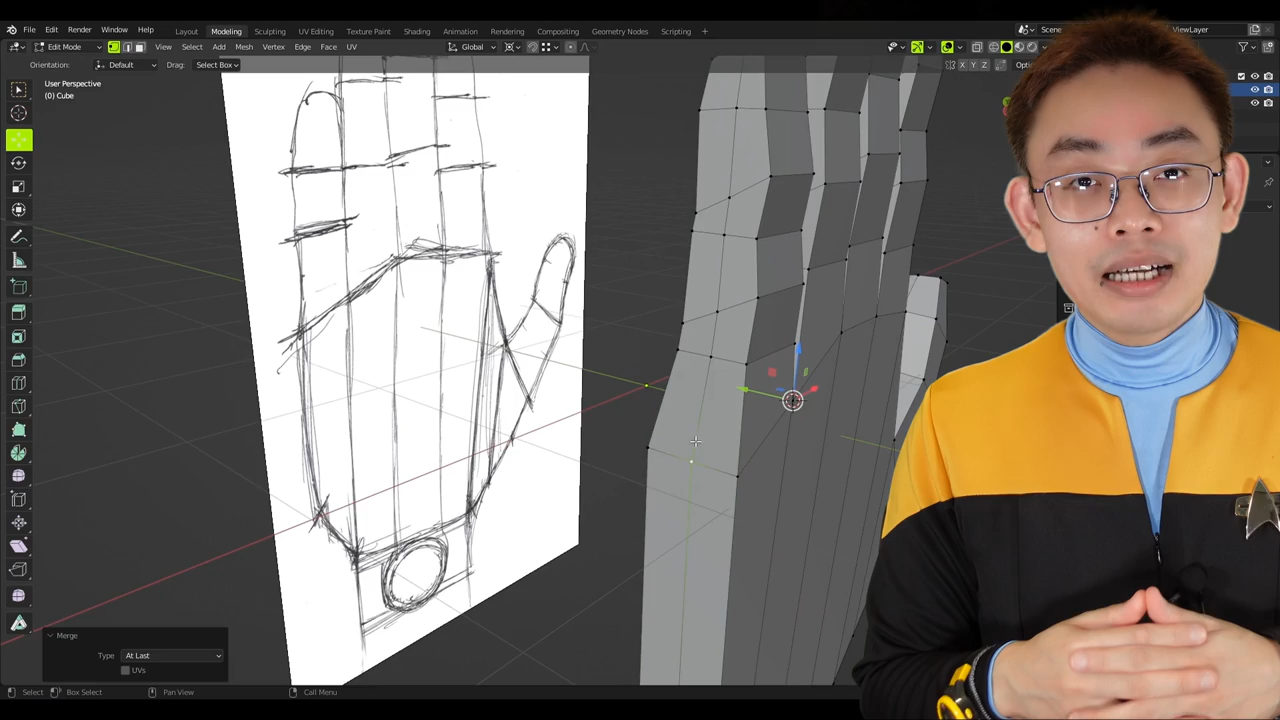 File Edit Render Window Help Layout Modeling Sculpting UV Editing Texture Paint Shading Animation Rendering Compositing Geometry Nodes Scripting + Scene ViewLayer
Edit Mode View Select Add Mesh Vertex Edge Face UV Global
Orientation: Default Drag: Select Box X Y Z
User Perspective
(0) Cube
Merge
Type At Last
UVs
Select Box Select Pan View Call Menu